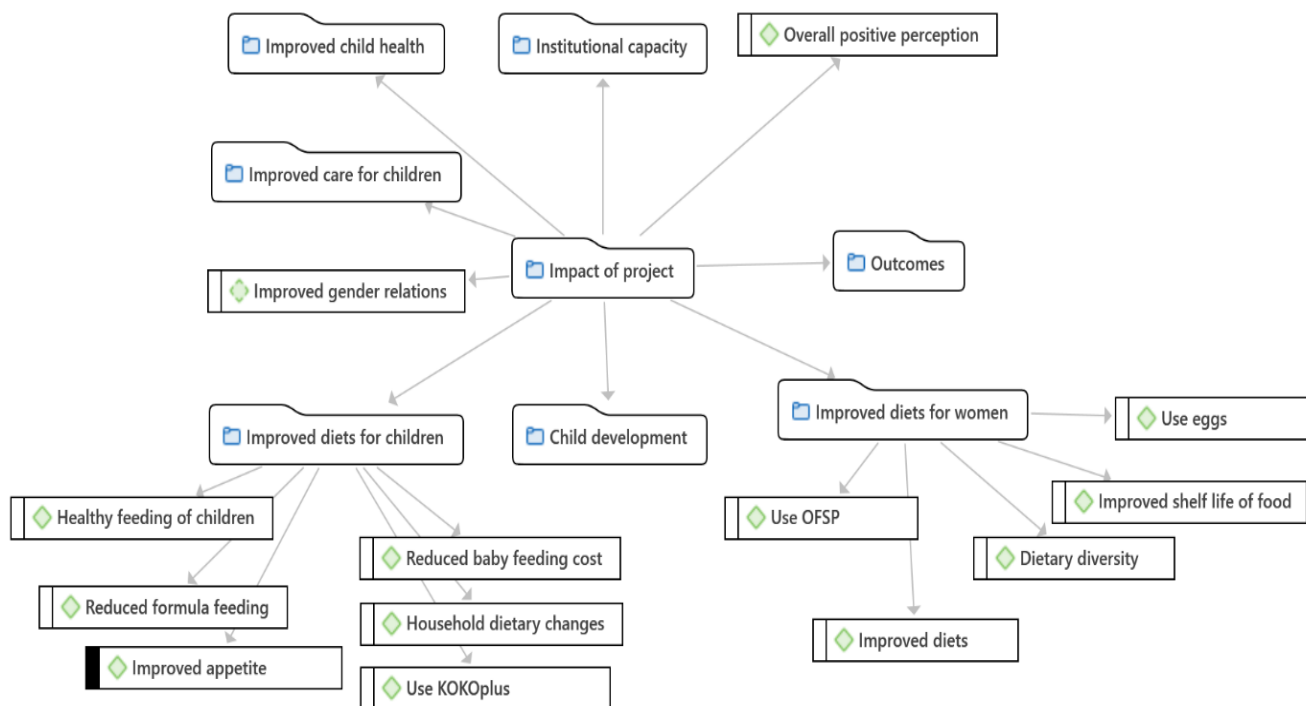 Improved child health
Institutional capacity
Overall positive perception
Improved care for children
Impact of project
Outcomes
Improved gender relations
Improved diets for children
Child development
Improved diets for women
Use eggs
Healthy feeding of children
Use OFSP
Improved shelf life of food
Reduced baby feeding cost
Dietary diversity
Reduced formula feeding
Household dietary changes
Improved diets
Improved appetite
Use KOKOplus